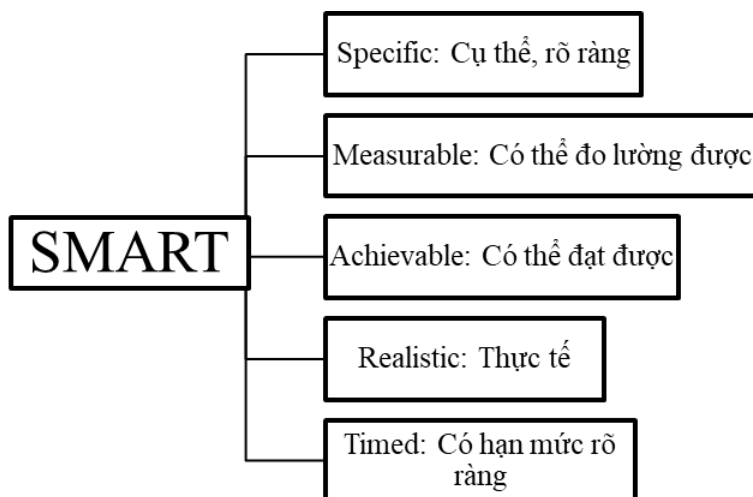 SMART
Specific: Cụ thể, rõ ràng
Measurable: Có thể đo lường được
Achievable: Có thể đạt được
Realistic: Thực tế
Timed: Có hạn mức rõ
ràng